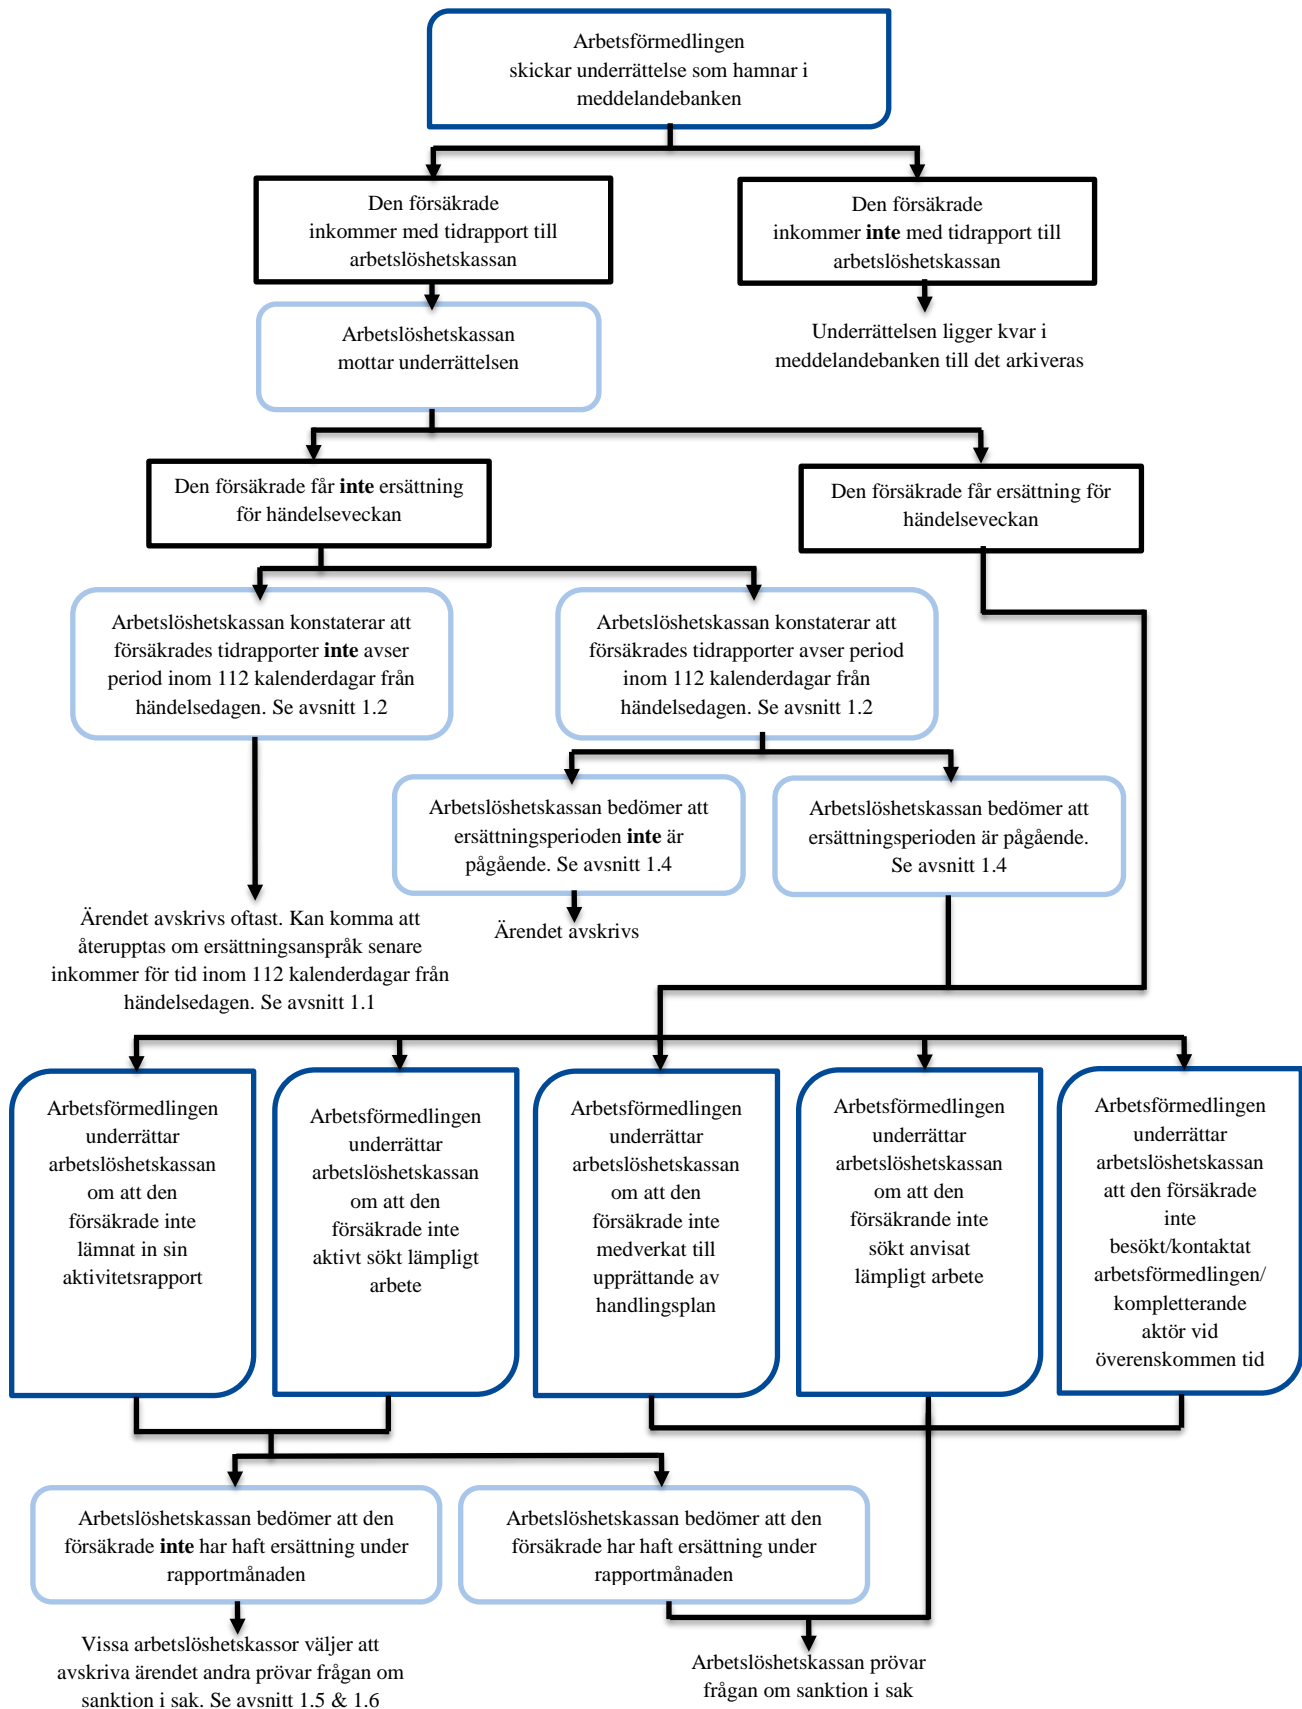 Arbetsförmedlingen
skickar underrättelse som hamnar i
meddelandebanken
Den försäkrade
inkommer med tidrapport till
arbetslöshetskassan
Den försäkrade
inkommer inte med tidrapport till
arbetslöshetskassan
Arbetslöshetskassan
mottar underrättelsen
Underrättelsen ligger kvar i
meddelandebanken till det arkiveras
Den försäkrade får inte ersättning
för händelseveckan
Den försäkrade får ersättning för
händelseveckan
Arbetslöshetskassan konstaterar att
försäkrades tidrapporter inte avser
period inom 112 kalenderdagar från
händelsedagen. Se avsnitt 1.2
Arbetslöshetskassan konstaterar att
försäkrades tidrapporter avser period
inom 112 kalenderdagar från
händelsedagen. Se avsnitt 1.2
Arbetslöshetskassan bedömer att
ersättningsperioden inte är
pågående. Se avsnitt 1.4
Arbetslöshetskassan bedömer att
ersättningsperioden är pågående.
Se avsnitt 1.4
Ärendet avskrivs oftast. Kan komma att
återupptas om ersättningsanspråk senare
inkommer för tid inom 112 kalenderdagar från
händelsedagen. Se avsnitt 1.1
Ärendet avskrivs
Arbetsförmedlingen
underrättar
arbetslöshetskassan
om att den
försäkrade inte
lämnat in sin
aktivitetsrapport
Arbetsförmedlingen
underrättar
arbetslöshetskassan
om att den
försäkrade inte
aktivt sökt lämpligt
arbete
Arbetsförmedlingen
underrättar
arbetslöshetskassan
om att den
försäkrade inte
medverkat till
upprättande av
handlingsplan
Arbetsförmedlingen
underrättar
arbetslöshetskassan
om att den
försäkrande inte
sökt anvisat
lämpligt arbete
Arbetsförmedlingen
underrättar
arbetslöshetskassan
att den försäkrade
inte
besökt/kontaktat
arbetsförmedlingen/
kompletterande
aktör vid
överenskommen tid
Arbetslöshetskassan bedömer att den
försäkrade inte har haft ersättning under
rapportmånaden
Arbetslöshetskassan bedömer att den
försäkrade har haft ersättning under
rapportmånaden
Vissa arbetslöshetskassor väljer att
avskriva ärendet andra prövar frågan om
sanktion i sak. Se avsnitt 1.5 & 1.6
Arbetslöshetskassan prövar
frågan om sanktion i sak